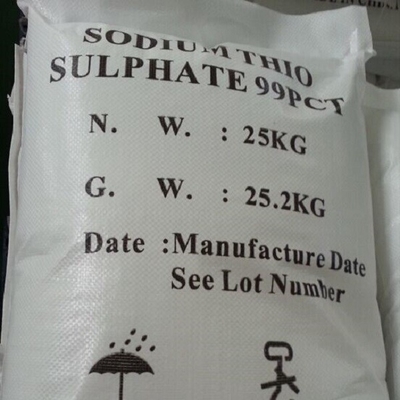 SODIUM THIO
SULPHATE 99PCT
N. W. : 25KG
G. W. : 25.2KG
Date :Manufacture Date
See Lot Number